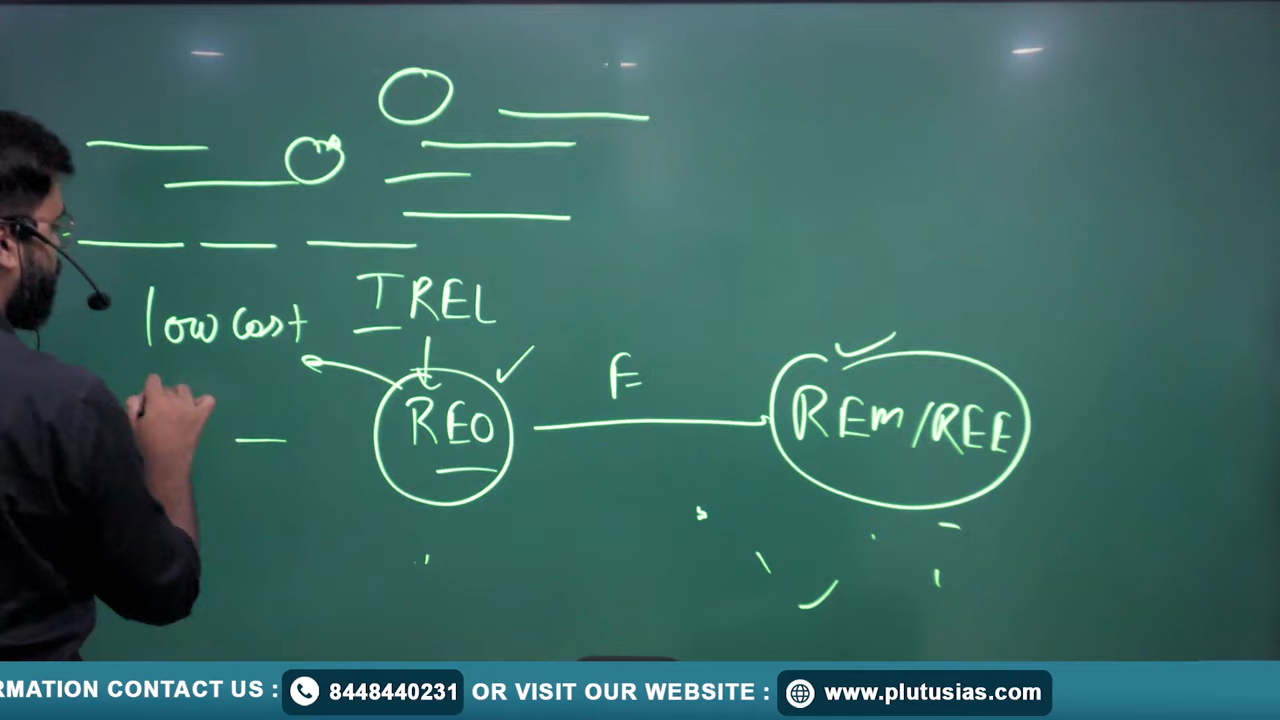 IREL
low cost
F
REO
REM/REE
RMATION CONTACT US : 8448440231 OR VISIT OUR WEBSITE : www.plutusias.com